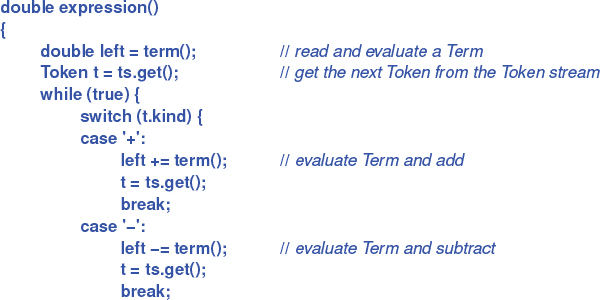 double expression()
{
double left = term(); // read and evaluate a Term
Token t = ts.get(); // get the next Token from the Token stream
while (true) {
switch (t.kind) {
case '+':
left += term(); // evaluate Term and add
t = ts.get();
break;
case '−':
left −= term(); // evaluate Term and subtract
t = ts.get();
break;